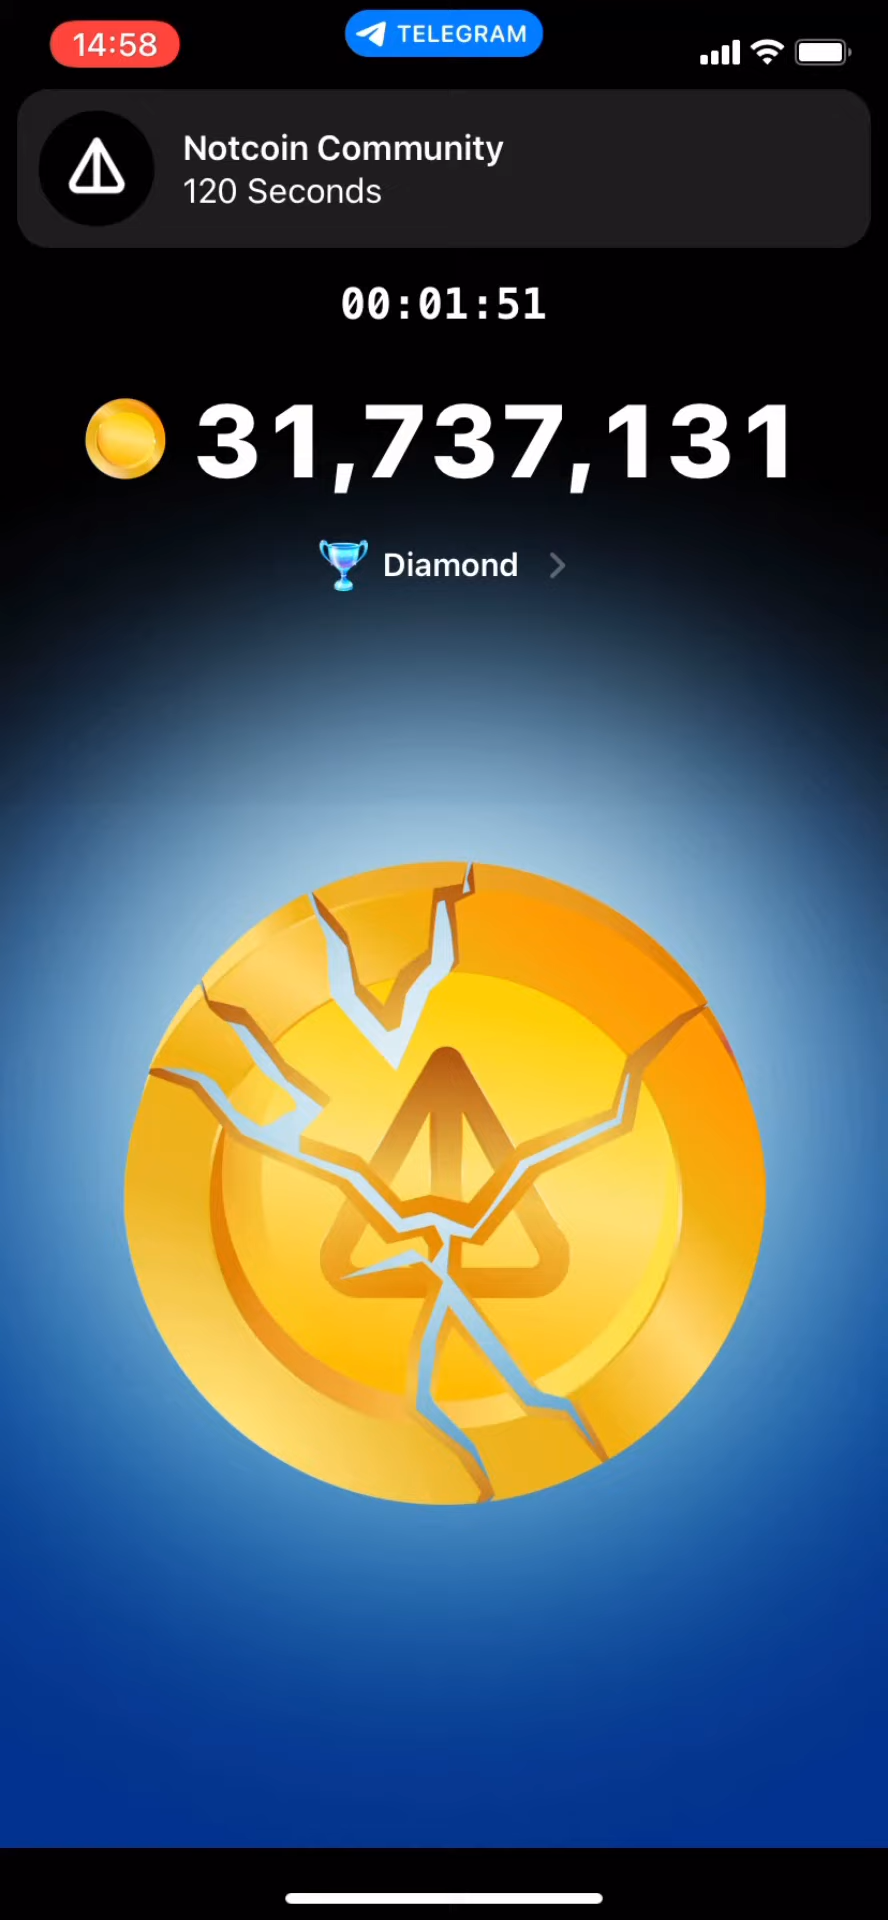 14:58
TELEGRAM
Notcoin Community
120 Seconds
00:01:51
31,737,131
Diamond